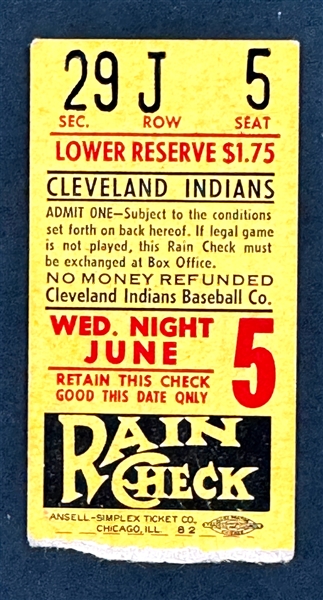 29 J 5
SEC. ROW SEAT
LOWER RESERVE $1.75
CLEVELAND INDIANS
ADMIT ONE—Subject to the conditions
set forth on back hereof. If legal game
is not played, this Rain Check must
be exchanged at Box Office.
NO MONEY REFUNDED
Cleveland Indians Baseball Co.
WED. NIGHT
JUNE 5
RETAIN THIS CHECK
GOOD THIS DATE ONLY
RAIN
CHECK
ANSELL-SIMPLEX TICKET CO.
CHICAGO, ILL. 82